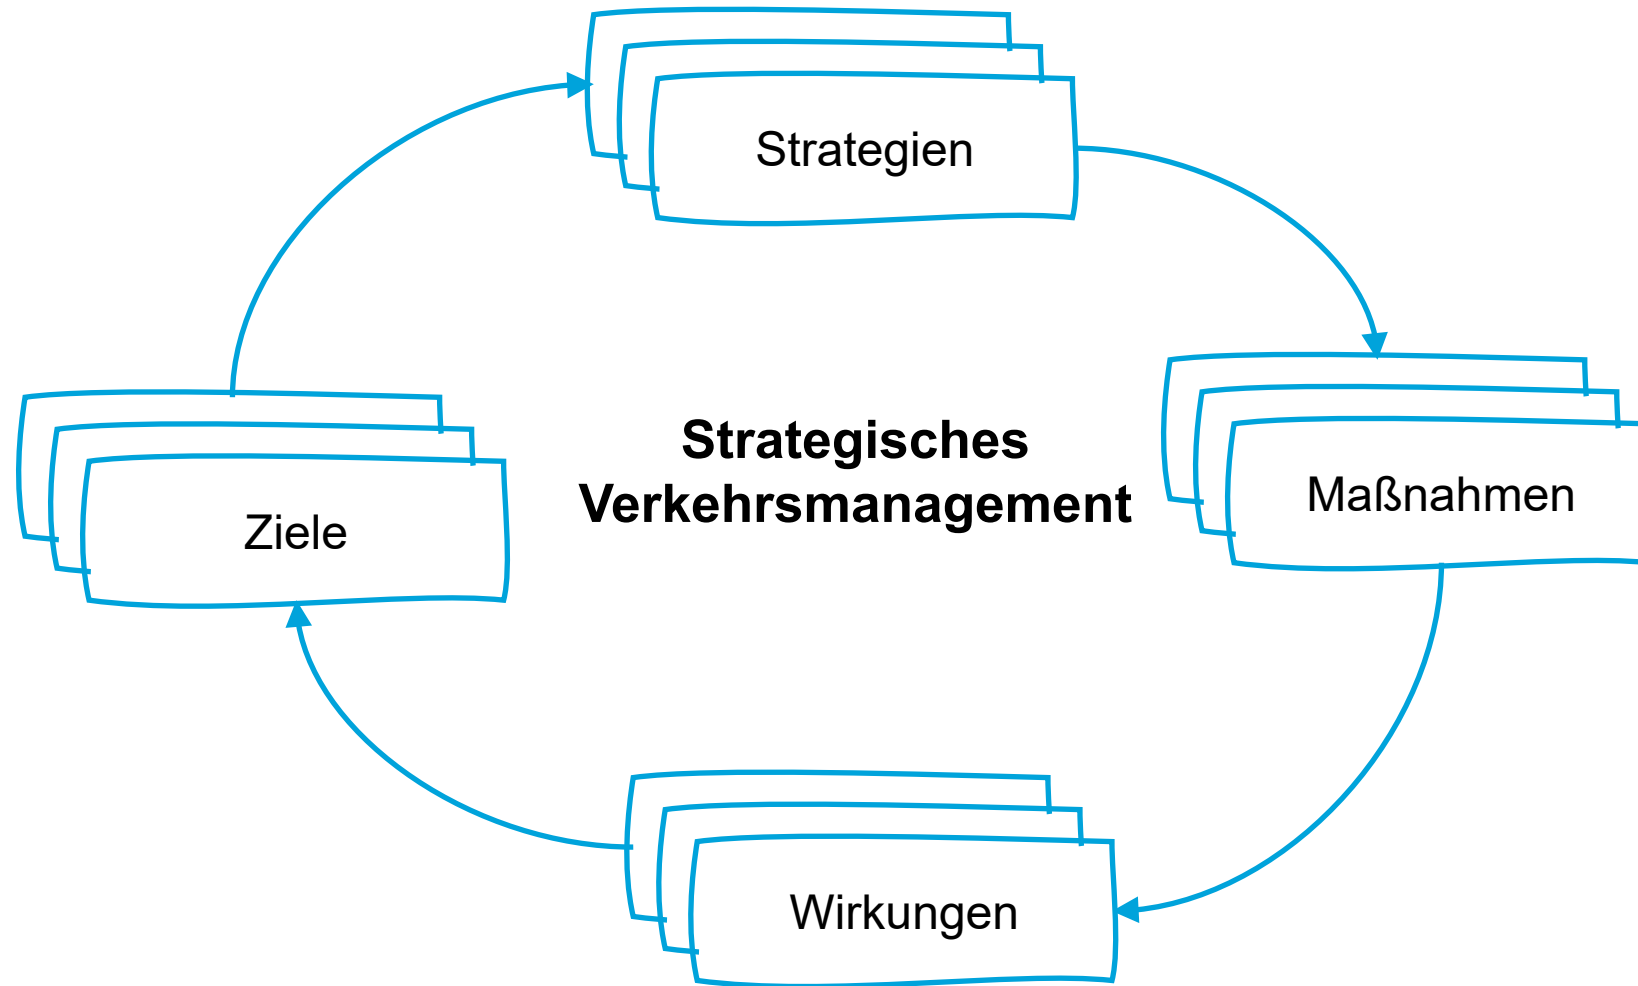 Strategien
Strategisches
Verkehrsmanagement
Maßnahmen
Ziele
Wirkungen